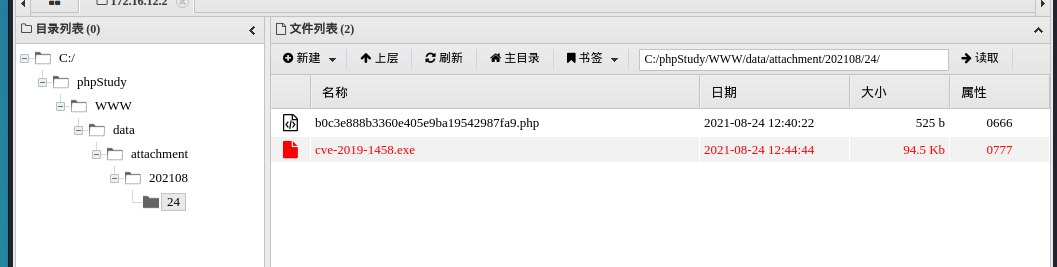 172.16.12.2
目录列表 (0)
文件列表 (2)
新建 上层 刷新 主目录 书签 C:/phpStudy/WWW/data/attachment/202108/24/ 读取
名称 日期 大小 属性
b0c3e888b3360e405e9ba19542987fa9.php 2021-08-24 12:40:22 525 b 0666
cve-2019-1458.exe 2021-08-24 12:44:44 94.5 Kb 0777
C:/
phpStudy
WWW
data
attachment
202108
24